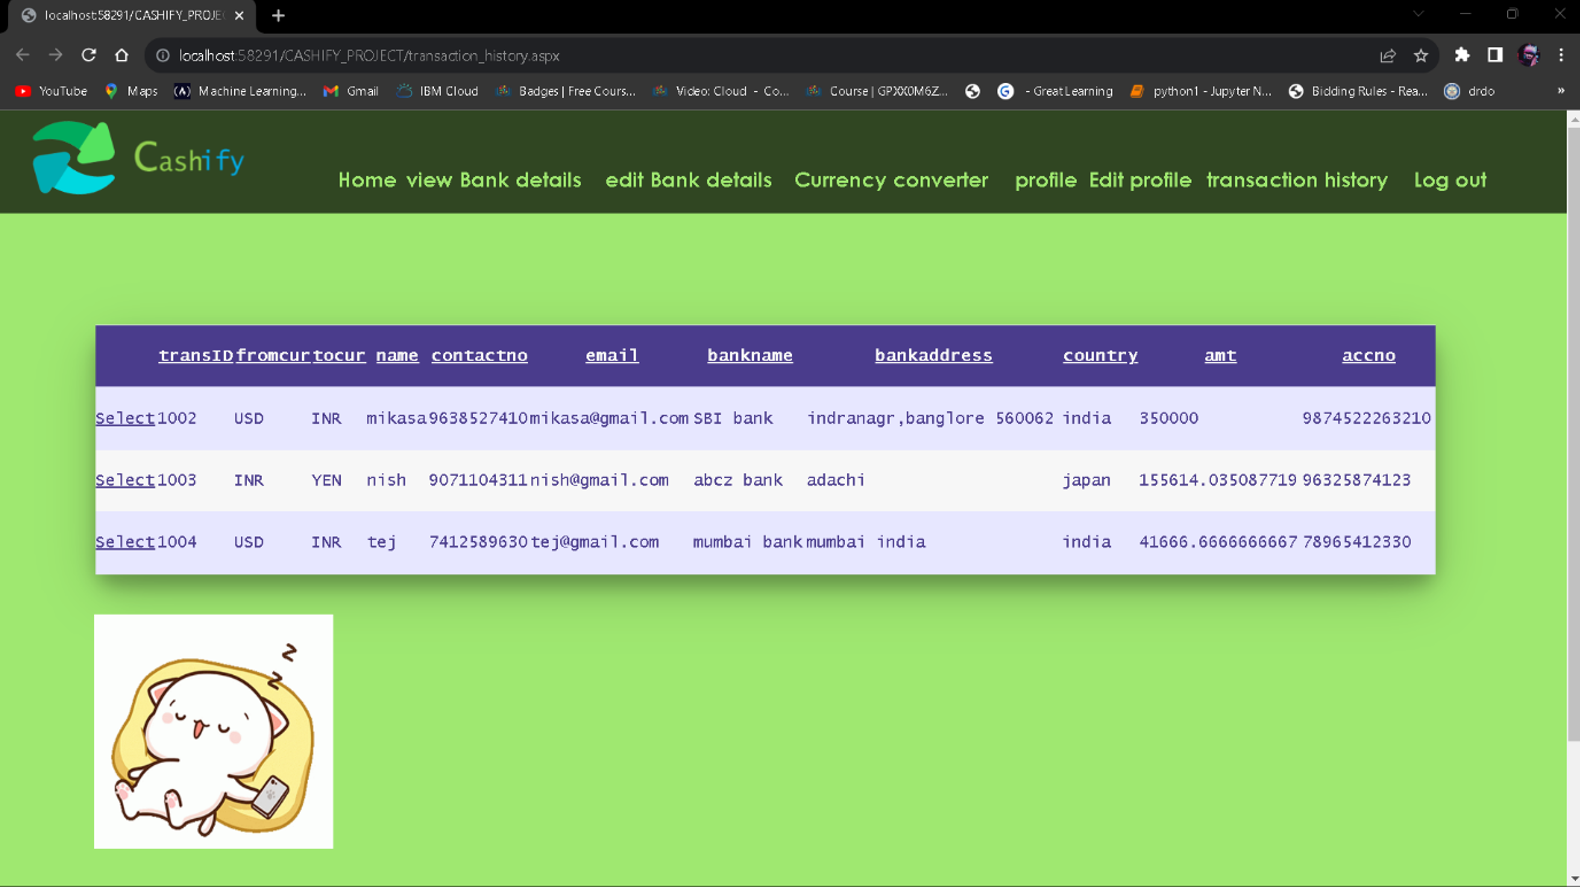 localhost:58291/CASHIFY_PROJE
localhost:58291/CASHIFY_PROJECT/transaction_history.aspx
YouTube Maps Machine Learning... Gmail IBM Cloud Badges | Free Cours... Video: Cloud - Co... Course | GPXX0M6Z... - Great Learning python1 - Jupyter N... Bidding Rules - Rea... drdo »
Cashify
Home view Bank details edit Bank details Currency converter profile Edit profile transaction history Log out
transID fromcur tocur name contactno email bankname bankaddress country amt accno
Select 1002 USD INR mikasa 9638527410 mikasa@gmail.com SBI bank indranagr,banglore 560062 india 350000 9874522263210
Select 1003 INR YEN nish 9071104311 nish@gmail.com abcz bank adachi japan 155614.035087719 96325874123
Select 1004 USD INR tej 7412589630 tej@gmail.com mumbai bank mumbai india india 41666.6666666667 78965412330
z
z